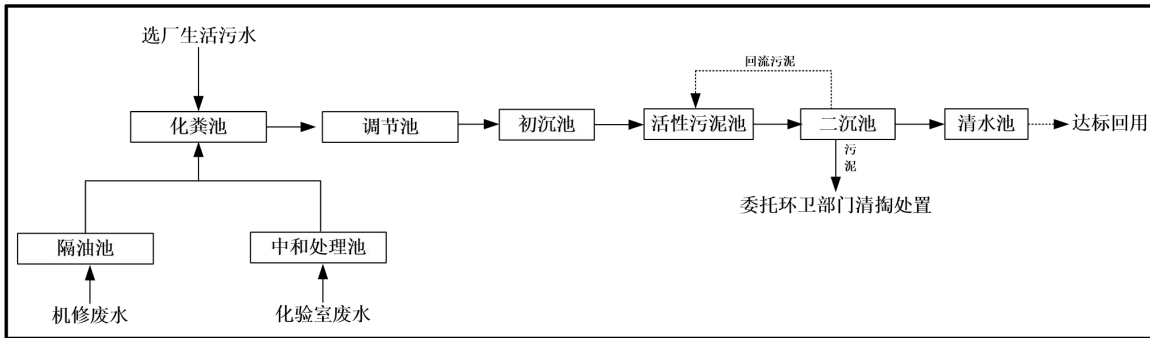 选厂生活污水
回流污泥
化粪池
调节池
初沉池
活性污泥池
二沉池
清水池
达标回用
污泥
委托环卫部门清掏处置
隔油池
中和处理池
机修废水
化验室废水